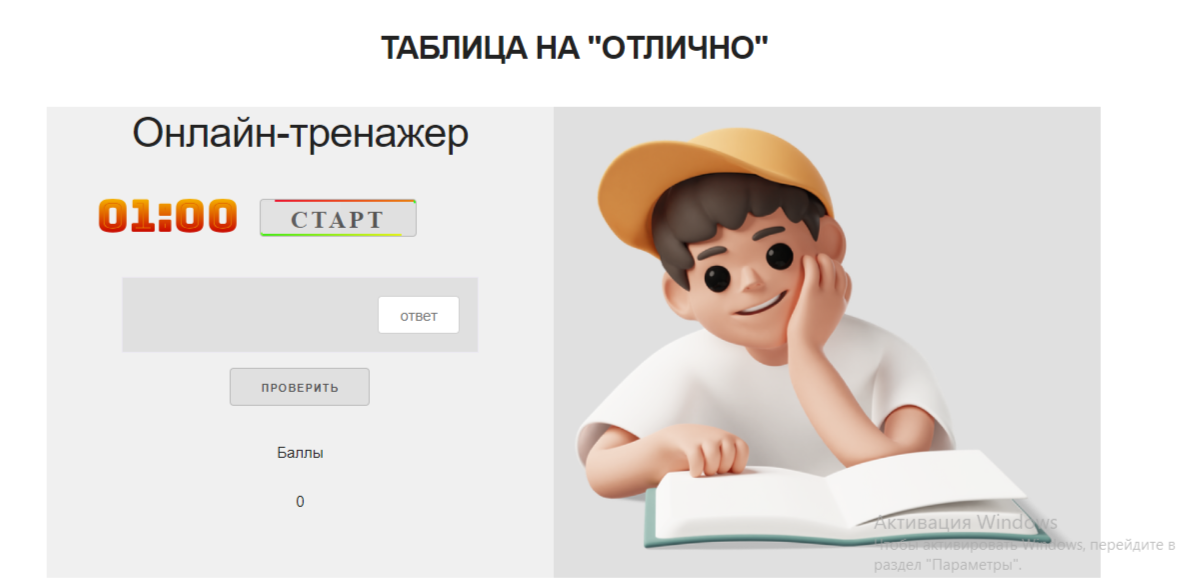 ТАБЛИЦА НА "ОТЛИЧНО"
Онлайн-тренажер
01:00 СТАРТ
ответ
ПРОВЕРИТЬ
Баллы
0
Активация Windows
Чтобы активировать Windows, перейдите в
раздел "Параметры".